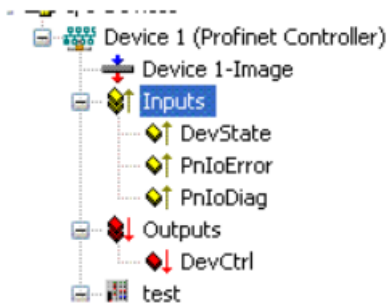 Device 1 (Profinet Controller)
Device 1-Image
Inputs
DevState
PnIoError
PnIoDiag
Outputs
DevCtrl
test